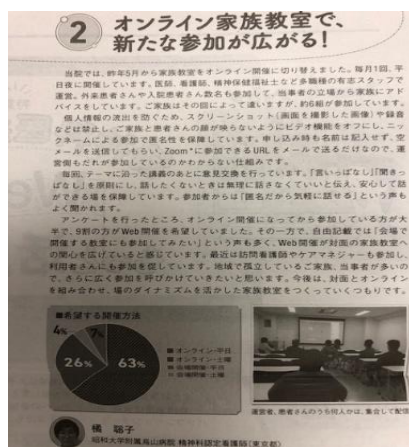 2
オンライン家族教室で、
新たな参加が広がる！
当院では、昨年5月から家族教室をオンライン開催に切り替えました。毎月1回、平
日夜に開催しています。医師、看護師、精神保健福祉士など多職種の有志スタッフで
運営。外来患者さんや入院患者さん数名も参加して、当事者の立場から家族にアド
バイスをしています。ご家族はその回によって違いますが、約6組が参加しています。
個人情報の流出を防ぐため、スクリーンショット（画面を撮影した画像）や録音
などは禁止し、ご家族と患者さんの顔が映らないようにビデオ機能をオフにし、ニッ
クネームによる参加で匿名性を保障しています。申し込み時も名前は記入せず、空
メールを送信してもらい、Zoom*に参加できるURLをメールで送るだけなので、運
営側もだれが参加しているのかわからない仕組みです。
毎回、テーマに沿った講義のあとに意見交換を行っています。「言いっぱなし」「聞きっ
ぱなし」を原則にし、話したくないときは無理に話さなくていいと伝え、安心して話
ができる場を保障しています。参加者からは「匿名だから気軽に話せる」という声も
よく聞かれます。
アンケートを行ったところ、オンライン開催になってから参加している方が大
半で、9割の方がWeb開催を希望していました。その一方で、自由記載では「会場で
開催する教室にも参加してみたい」という声も多く、Web開催が対面の家族教室へ
の関心を広げていると感じています。最近は訪問看護師やケアマネジャーも参加し、
利用者さんにも参加を促しています。地域で孤立しているご家族、当事者が多いの
で、さらに広く参加を呼びかけていきたいと思います。今後は、対面とオンライン
を組み合わせ、場のダイナミズムを活かした家族教室をつくっていくつもりです。
■希望する開催方法
4% 7%
26% 63%
■オンライン・平日
■オンライン・土曜
■会場開催・平日
■会場開催・土曜
運営者、患者さんのうち何人かは、集合して配信
橘 聡子
昭和大学附属烏山病院 精神科認定看護師（東京都）